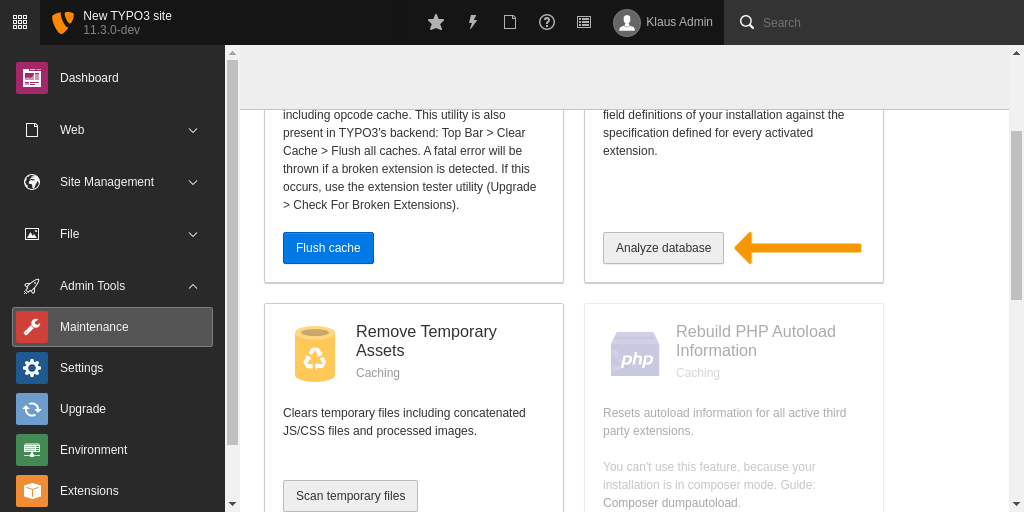 New TYPO3 site
11.3.0-dev
Klaus Admin
Search
Dashboard
Web
Site Management
File
Admin Tools
Maintenance
Settings
Upgrade
Environment
Extensions
including opcode cache. This utility is also
present in TYPO3's backend: Top Bar > Clear
Cache > Flush all caches. A fatal error will be
thrown if a broken extension is detected. If this
occurs, use the extension tester utility (Upgrade
> Check For Broken Extensions).
Flush cache
field definitions of your installation against the
specification defined for every activated
extension.
Analyze database
Remove Temporary
Assets
Caching
Clears temporary files including concatenated
JS/CSS files and processed images.
Scan temporary files
php
Rebuild PHP Autoload
Information
Caching
Resets autoload information for all active third
party extensions.
You can't use this feature, because your
installation is in composer mode. Guide:
Composer dumpautoload.